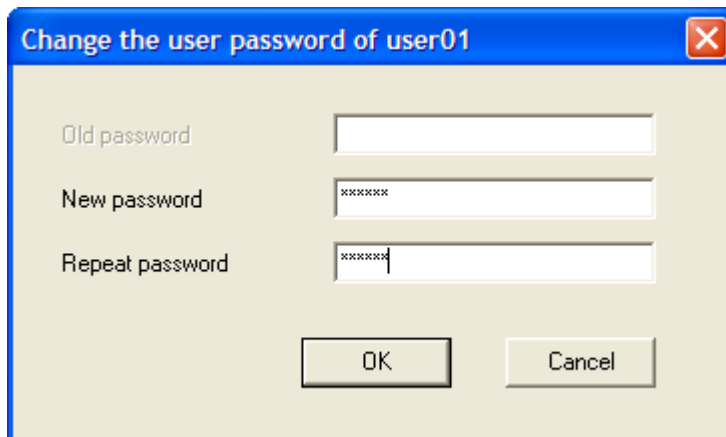 Change the user password of user01
Old password
New password ******
Repeat password ******
OK Cancel